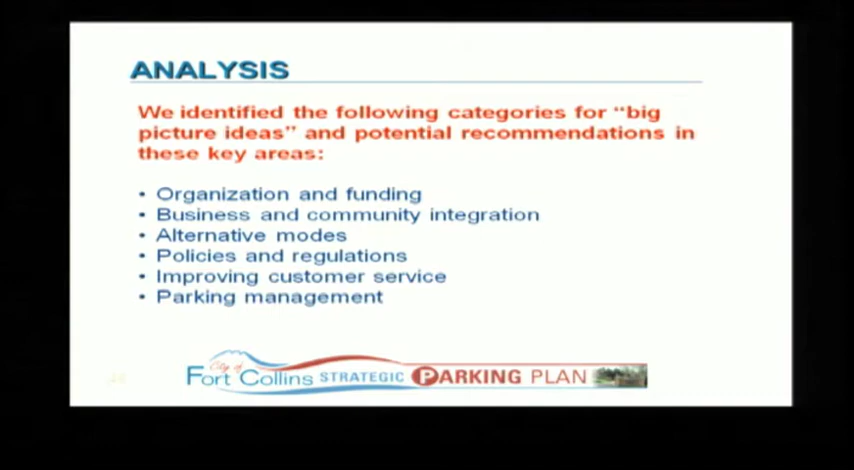 ANALYSIS
We identified the following categories for “big
picture ideas” and potential recommendations in
these key areas:
• Organization and funding
• Business and community integration
• Alternative modes
• Policies and regulations
• Improving customer service
• Parking management
City of
Fort Collins STRATEGIC PARKING PLAN